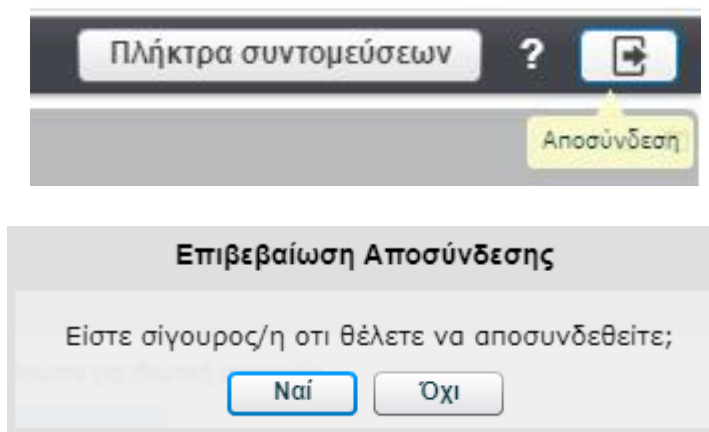 Πλήκτρα συντομεύσεων ?
Αποσύνδεση
Επιβεβαίωση Αποσύνδεσης
Είστε σίγουρος/η οτι θέλετε να αποσυνδεθείτε;
Ναί Όχι